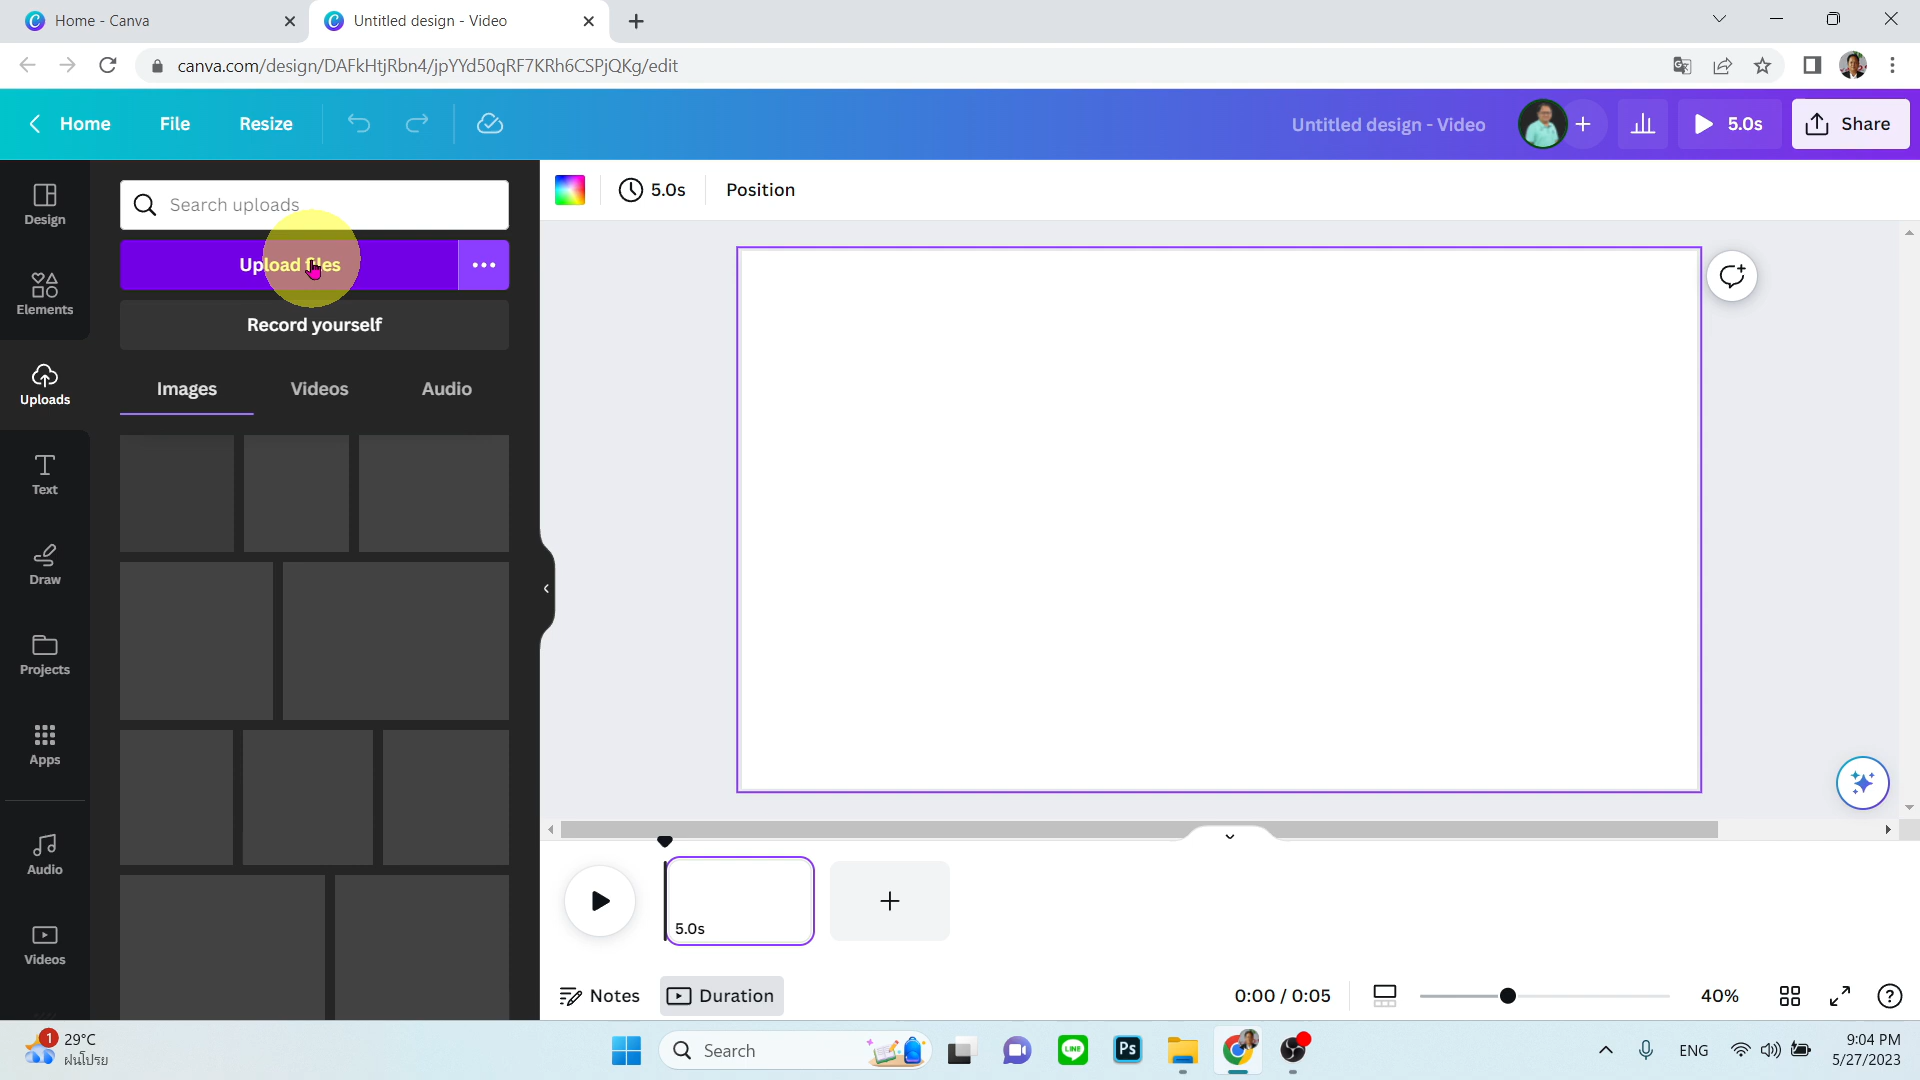 Home - Canva
Untitled design - Video
canva.com/design/DAFkHtjRbn4/jpYYd50qRF7KRh6CSPjQKg/edit
Home
File
Resize
Untitled design - Video
5.0s
Share
Design
Elements
Uploads
Text
Draw
Projects
Apps
Audio
Videos
Search uploads
Upload files
Record yourself
Images
Videos
Audio
5.0s
Position
5.0s
Notes
Duration
0:00 / 0:05
40%
1
29°C
ฝนโปรย
Search
LINE
Ps
ENG
9:04 PM
5/27/2023